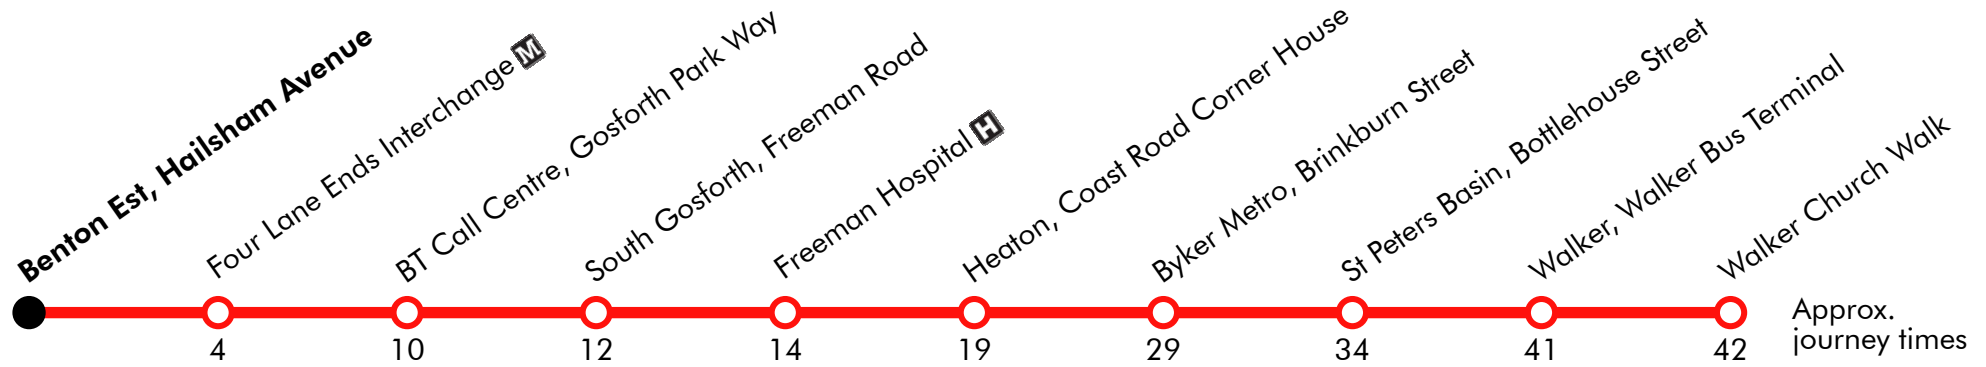 Benton Est, Hailsham Avenue
Four Lane Ends Interchange M
BT Call Centre, Gosforth Park Way
South Gosforth, Freeman Road
Freeman Hospital H
Heaton, Coast Road Corner House
Byker Metro, Brinkburn Street
St Peters Basin, Bottlehouse Street
Walker, Walker Bus Terminal
Walker Church Walk
4
10
12
14
19
29
34
41
42
Approx.
journey times